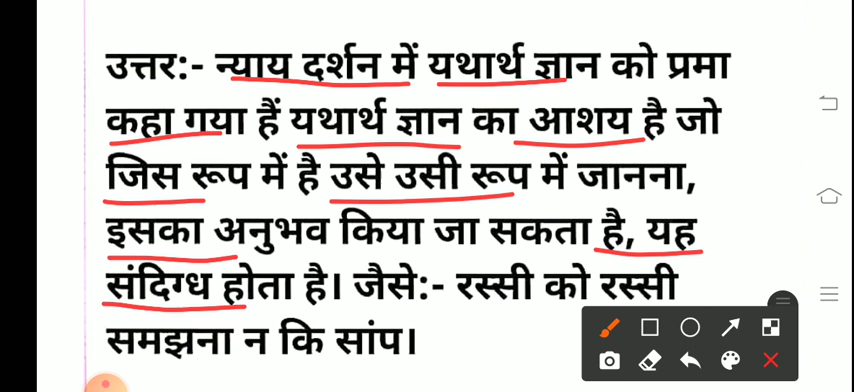 उत्तर:- न्याय दर्शन में यथार्थ ज्ञान को प्रमा
कहा गया हैं यथार्थ ज्ञान का आशय है जो
जिस रूप में है उसे उसी रूप में जानना,
इसका अनुभव किया जा सकता है, यह
संदिग्ध होता है। जैसे:- रस्सी को रस्सी
समझना न कि सांप।